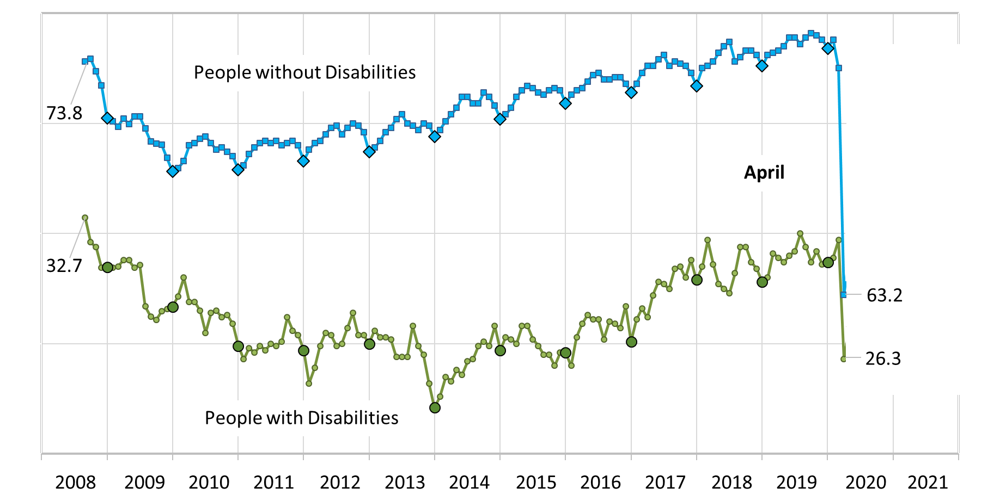 People without Disabilities
73.8
April
32.7
63.2
26.3
People with Disabilities
2008 2009 2010 2011 2012 2013 2014 2015 2016 2017 2018 2019 2020 2021